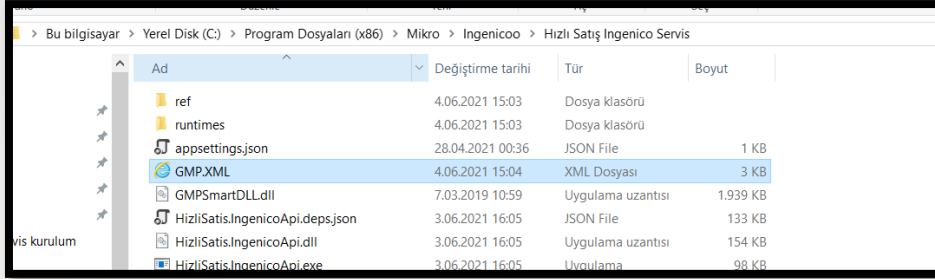 > Bu bilgisayar > Yerel Disk (C:) > Program Dosyaları (x86) > Mikro > Ingenicoo > Hızlı Satış Ingenico Servis
Ad Değiştirme tarihi Tür Boyut
ref 4.06.2021 15:03 Dosya klasörü
runtimes 4.06.2021 15:03 Dosya klasörü
appsettings.json 28.04.2021 00:36 JSON File 1 KB
GMP.XML 4.06.2021 15:04 XML Dosyası 3 KB
GMPSmartDLL.dll 7.03.2019 10:59 Uygulama uzantısı 1.939 KB
HizliSatis.IngenicoApi.deps.json 3.06.2021 16:05 JSON File 133 KB
vis kurulum HizliSatis.IngenicoApi.dll 3.06.2021 16:05 Uygulama uzantısı 154 KB
HizliSatis.IngenicoApi.exe 3.06.2021 16:05 Uygulama 98 KB